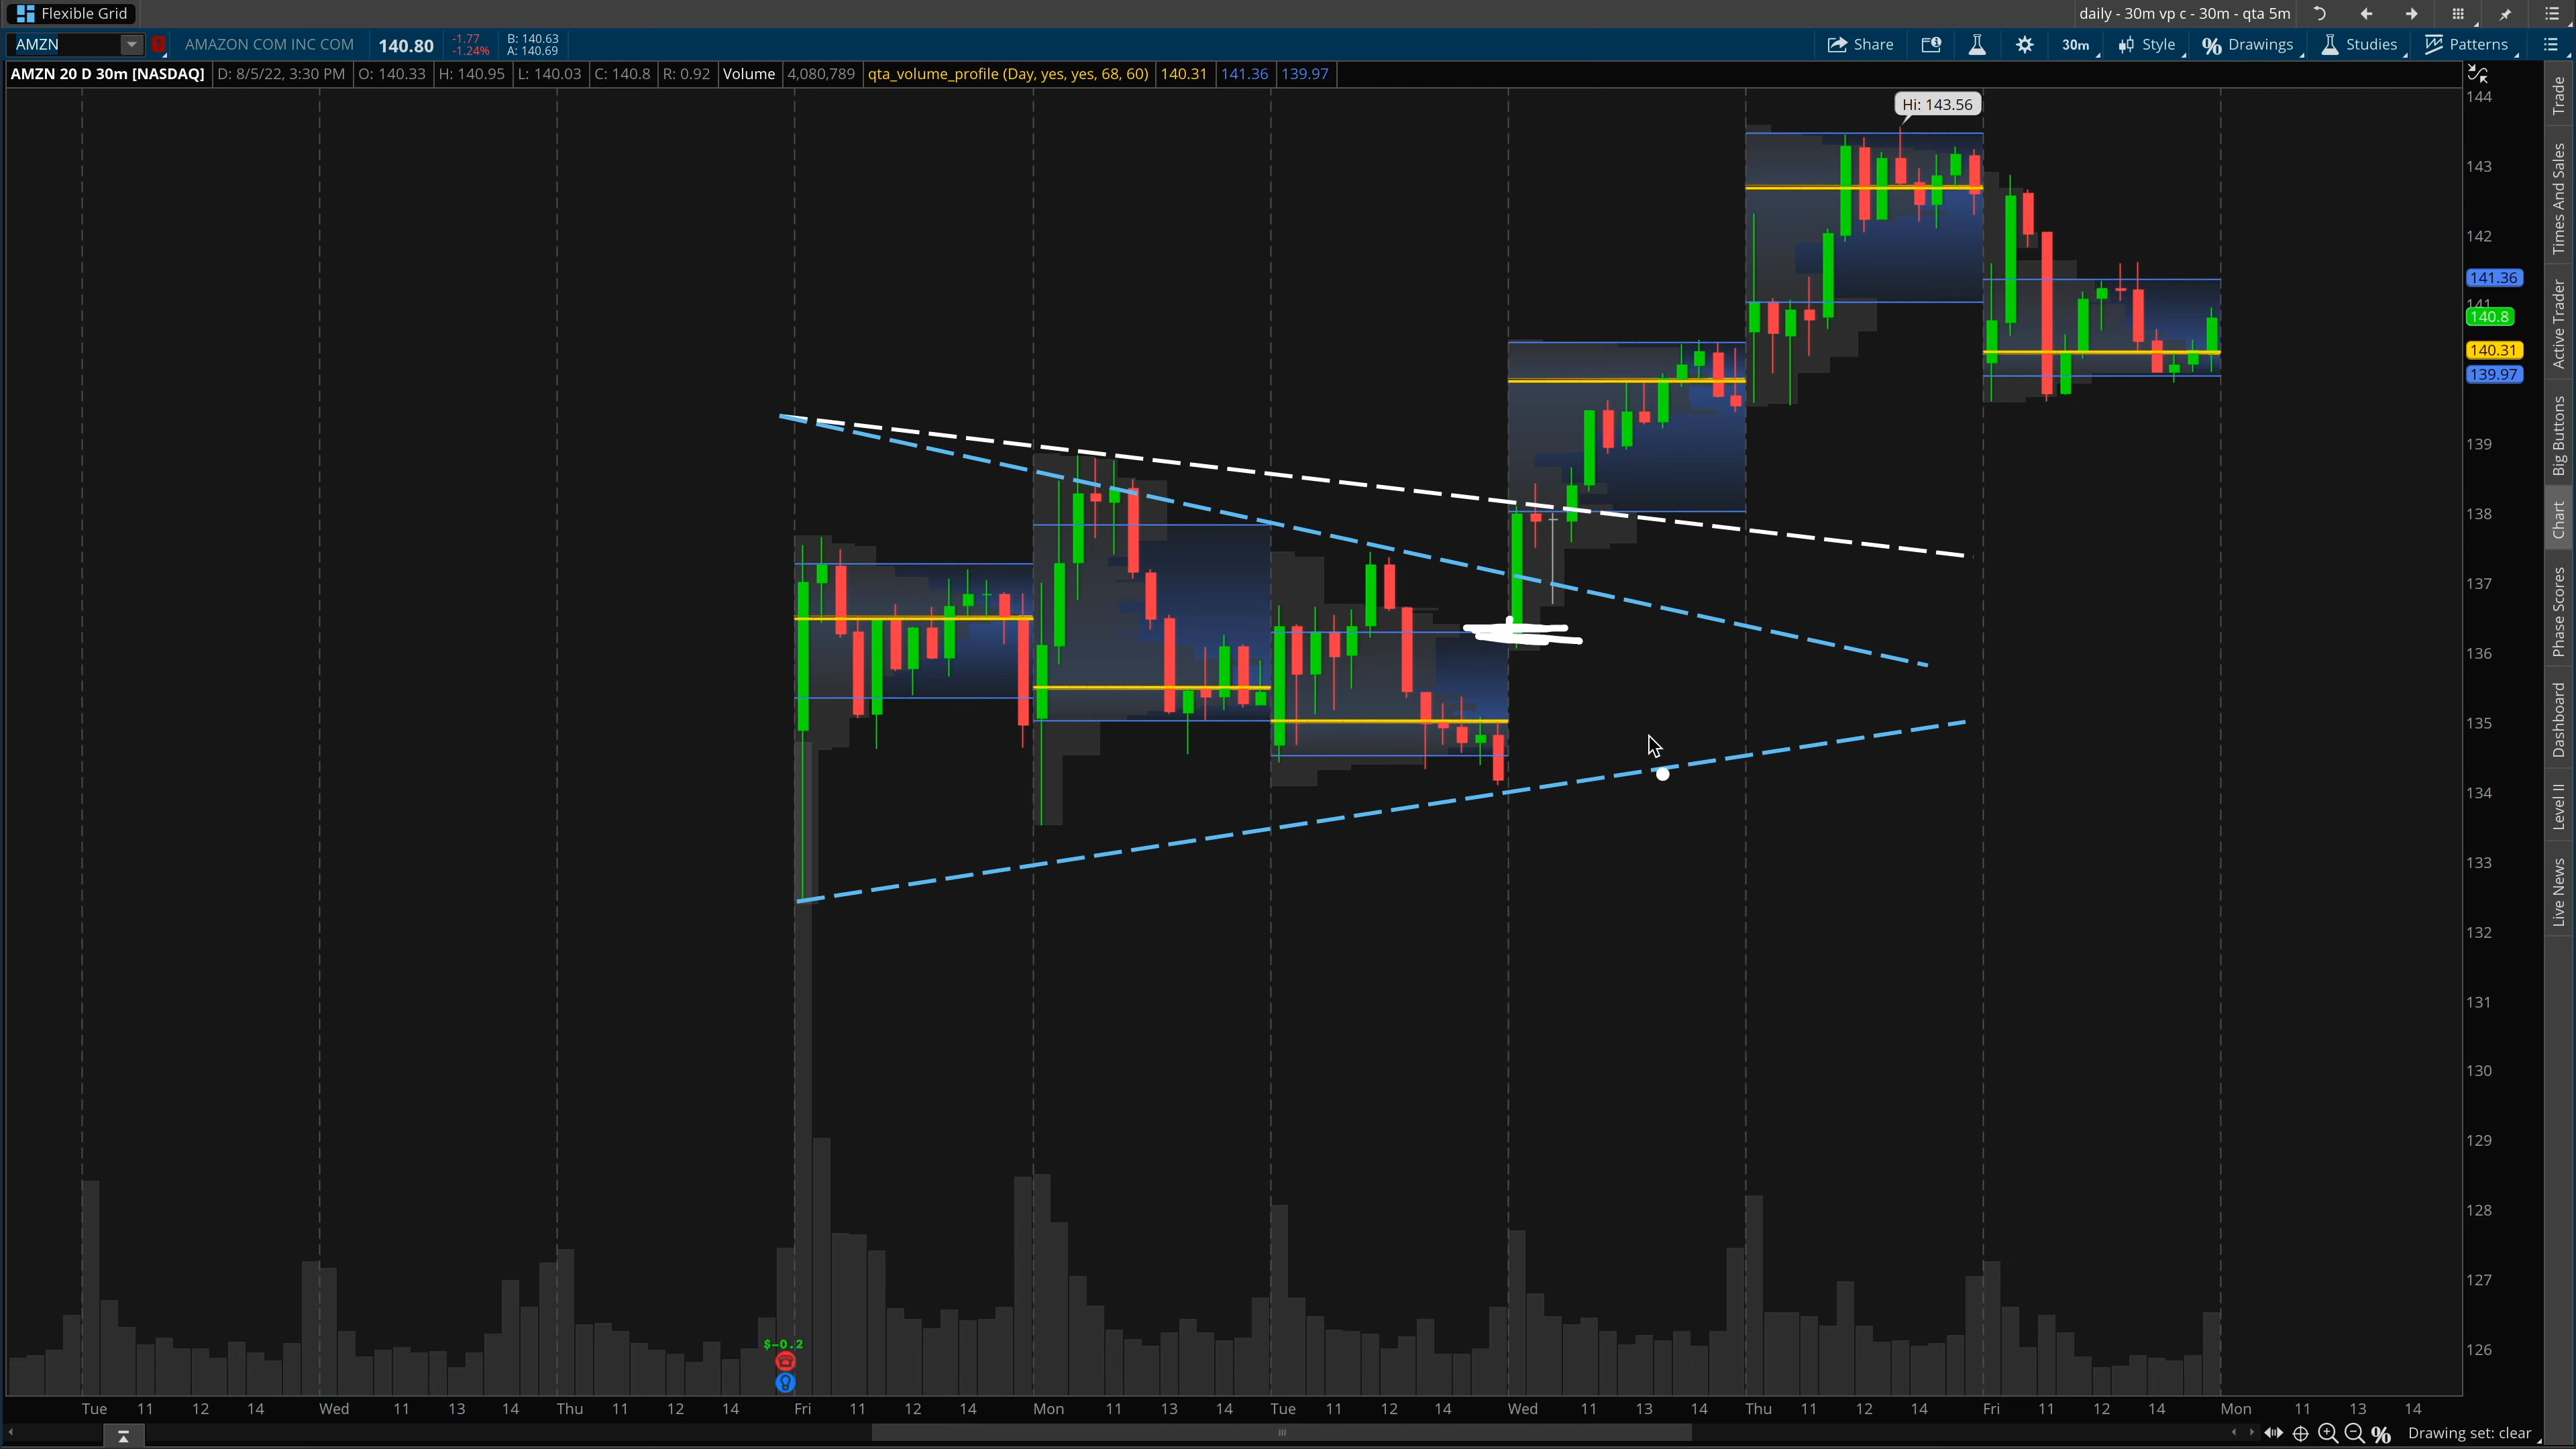 Flexible Grid
daily - 30m vp c - 30m - qta 5m
AMZN
1
AMAZON COM INC COM
140.80
-1.77
-1.24%
B: 140.63
A: 140.69
Share
30m
Style
Drawings
Studies
Patterns
AMZN 20 D 30m [NASDAQ]
D: 8/5/22, 3:30 PM
O: 140.33
H: 140.95
L: 140.03
C: 140.8
R: 0.92
Volume
4,080,789
qta_volume_profile (Day, yes, yes, 68, 60)
140.31
141.36
139.97
Hi: 143.56
144
143
142
141.36
141
140.8
140.31
139.97
139
138
137
136
135
134
133
132
131
130
129
128
127
126
Trade
Times And Sales
Active Trader
Big Buttons
Chart
Phase Scores
Dashboard
Level II
Live News
$-0.2
Tue 11 12 14 Wed 11 13 14 Thu 11 12 14 Fri 11 12 14 Mon 11 13 14 Tue 11 12 14 Wed 11 13 14 Thu 11 12 14 Fri 11 12 14 Mon 11 13 14
Drawing set: clear